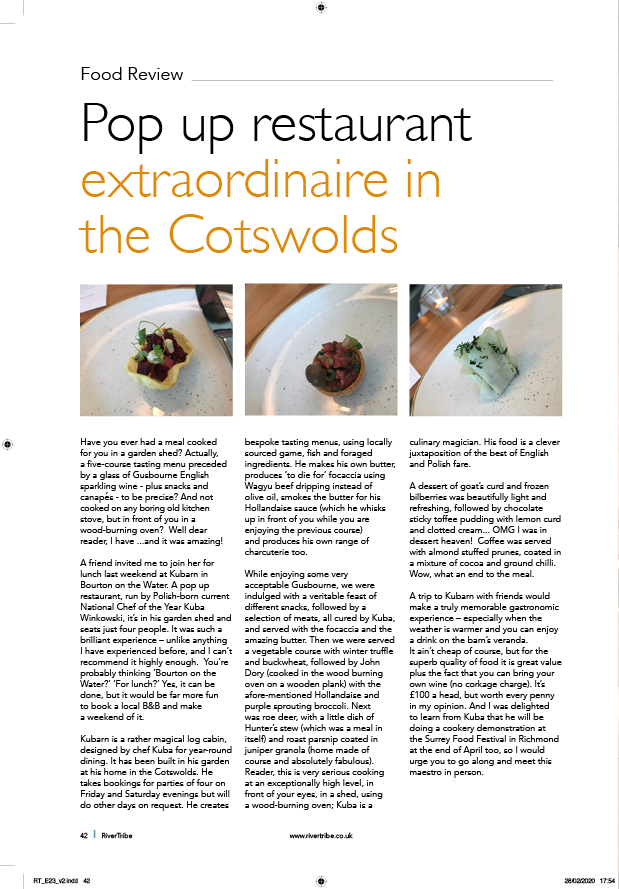 Food Review
Pop up restaurant
extraordinaire in
the Cotswolds
Have you ever had a meal cooked
for you in a garden shed? Actually,
a five-course tasting menu preceded
by a glass of Gusbourne English
sparkling wine - plus snacks and
canapés - to be precise? And not
cooked on any boring old kitchen
stove, but in front of you in a
wood-burning oven? Well dear
reader, I have ...and it was amazing!
A friend invited me to join her for
lunch last weekend at Kubarn in
Bourton on the Water. A pop up
restaurant, run by Polish-born current
National Chef of the Year Kuba
Winkowski, it's in his garden shed and
seats just four people. It was such a
brilliant experience – unlike anything
I have experienced before, and I can't
recommend it highly enough. You're
probably thinking 'Bourton on the
Water?' 'For lunch?' Yes, it can be
done, but it would be far more fun
to book a local B&B and make
a weekend of it.
Kubarn is a rather magical log cabin,
designed by chef Kuba for year-round
dining. It has been built in his garden
at his home in the Cotswolds. He
takes bookings for parties of four on
Friday and Saturday evenings but will
do other days on request. He creates
bespoke tasting menus, using locally
sourced game, fish and foraged
ingredients. He makes his own butter,
produces 'to die for' focaccia using
Wagyu beef dripping instead of
olive oil, smokes the butter for his
Hollandaise sauce (which he whisks
up in front of you while you are
enjoying the previous course)
and produces his own range of
charcuterie too.
While enjoying some very
acceptable Gusbourne, we were
indulged with a veritable feast of
different snacks, followed by a
selection of meats, all cured by Kuba,
and served with the focaccia and the
amazing butter. Then we were served
a vegetable course with winter truffle
and buckwheat, followed by John
Dory (cooked in the wood burning
oven on a wooden plank) with the
afore-mentioned Hollandaise and
purple sprouting broccoli. Next
was roe deer, with a little dish of
Hunter's stew (which was a meal in
itself) and roast parsnip coated in
juniper granola (home made of
course and absolutely fabulous).
Reader, this is very serious cooking
at an exceptionally high level, in
front of your eyes, in a shed, using
a wood-burning oven; Kuba is a
culinary magician. His food is a clever
juxtaposition of the best of English
and Polish fare.
A dessert of goat's curd and frozen
bilberries was beautifully light and
refreshing, followed by chocolate
sticky toffee pudding with lemon curd
and clotted cream... OMG I was in
dessert heaven! Coffee was served
with almond stuffed prunes, coated in
a mixture of cocoa and ground chilli.
Wow, what an end to the meal.
A trip to Kubarn with friends would
make a truly memorable gastronomic
experience – especially when the
weather is warmer and you can enjoy
a drink on the barn's veranda.
It ain't cheap of course, but for the
superb quality of food it is great value
plus the fact that you can bring your
own wine (no corkage charge). It's
£100 a head, but worth every penny
in my opinion. And I was delighted
to learn from Kuba that he will be
doing a cookery demonstration at
the Surrey Food Festival in Richmond
at the end of April too, so I would
urge you to go along and meet this
maestro in person.
42 | RiverTribe
www.rivertribe.co.uk
RT_E23_v2.indd 42
28/02/2020 17:54